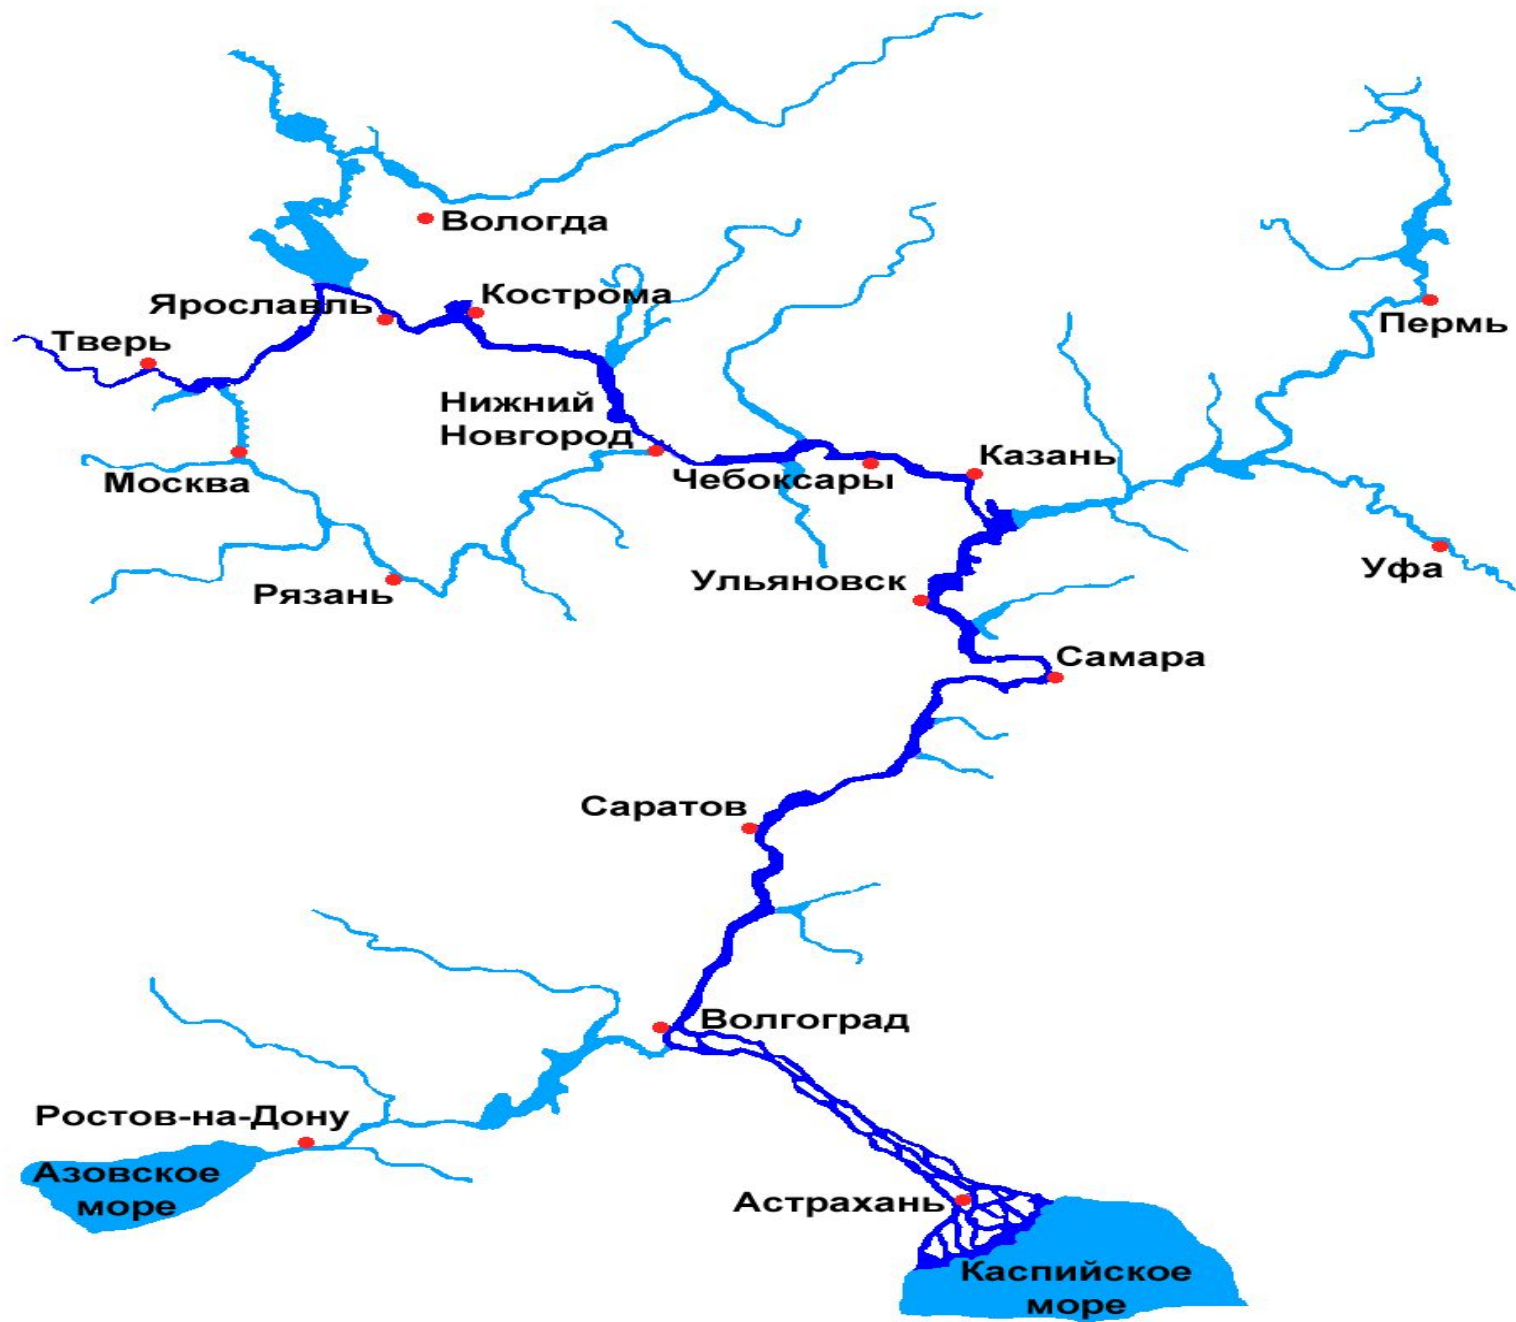 Вологда
Ярославль
Кострома
Тверь
Пермь
Нижний
Новгород
Москва
Чебоксары
Казань
Уфа
Рязань
Ульяновск
Самара
Саратов
Волгоград
Ростов-на-Дону
Азовское
море
Астрахань
Каспийское
море